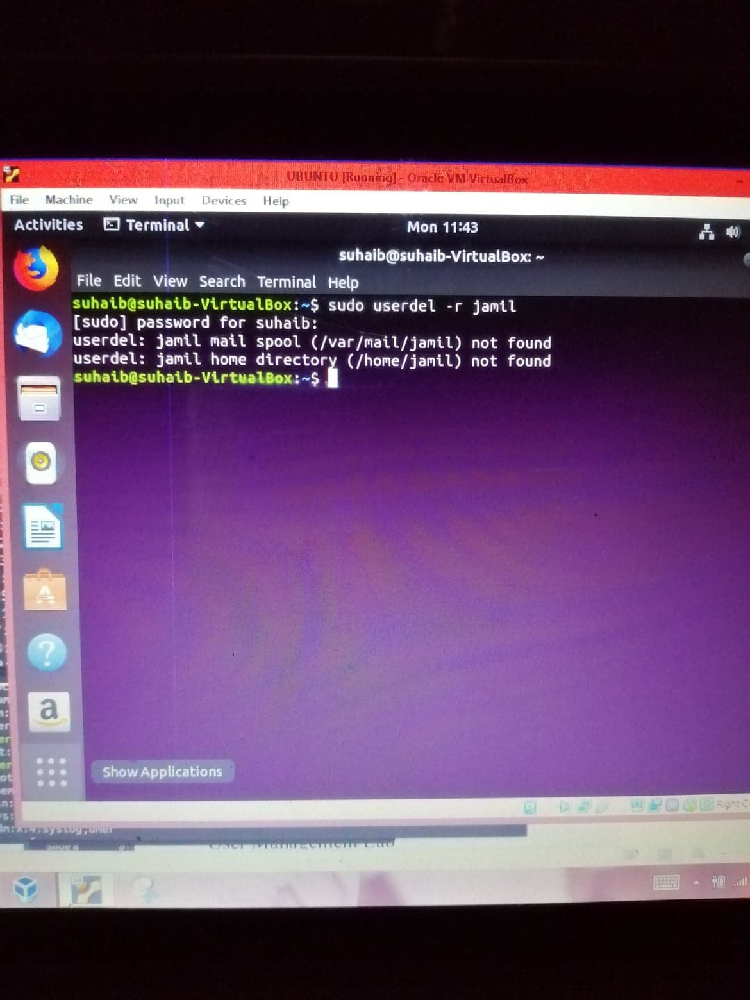 UBUNTU [Running] - Oracle VM VirtualBox
File Machine View Input Devices Help
Activities Terminal Mon 11:43
suhaib@suhaib-VirtualBox: ~
File Edit View Search Terminal Help
suhaib@suhaib-VirtualBox:~$ sudo userdel -r jamil
[sudo] password for suhaib:
userdel: jamil mail spool (/var/mail/jamil) not found
userdel: jamil home directory (/home/jamil) not found
suhaib@suhaib-VirtualBox:~$
a
Show Applications
Right C
User Management Lab